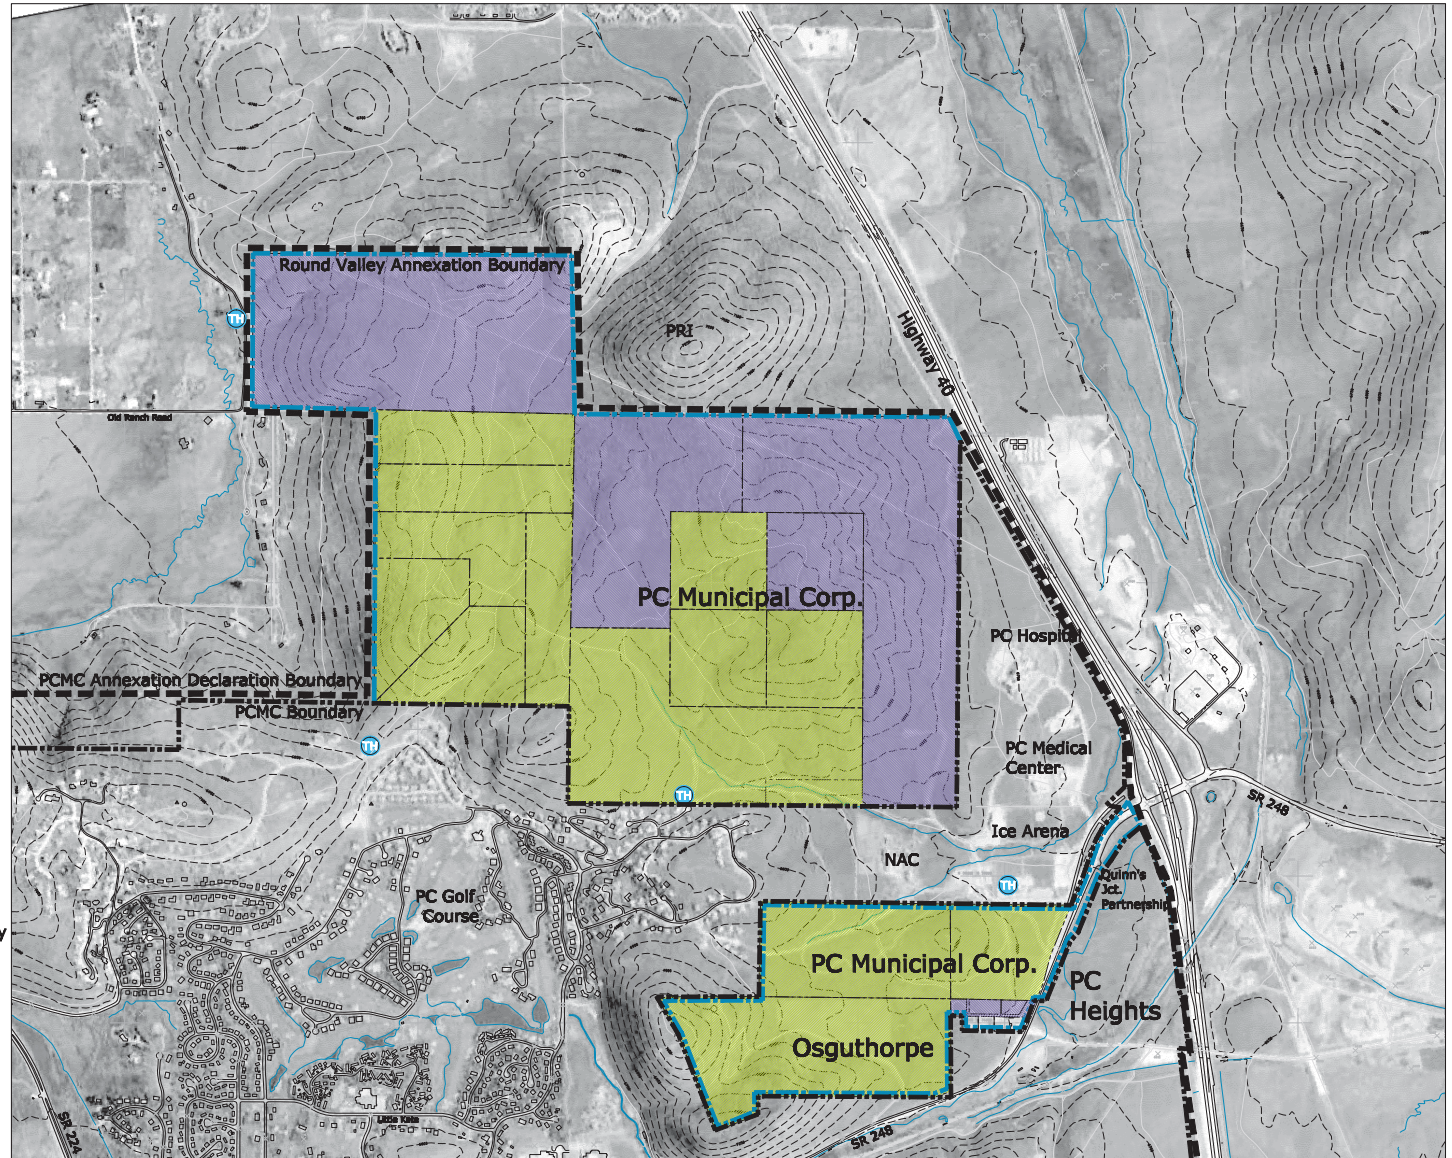 Round Valley Annexation Boundary
TH
PRI
Highway 40
Old Ranch Road
PC Municipal Corp.
PC Hospital
PCMC Annexation Declaration Boundary
PCMC Boundary
TH
PC Medical
Center
TH
SR 248
Ice Arena
NAC
Quinn's
Jct.
Partnership
TH
PC Golf
Course
y
PC Municipal Corp.
PC
Heights
Osguthorpe
Little Kate
SR 224
SR 248